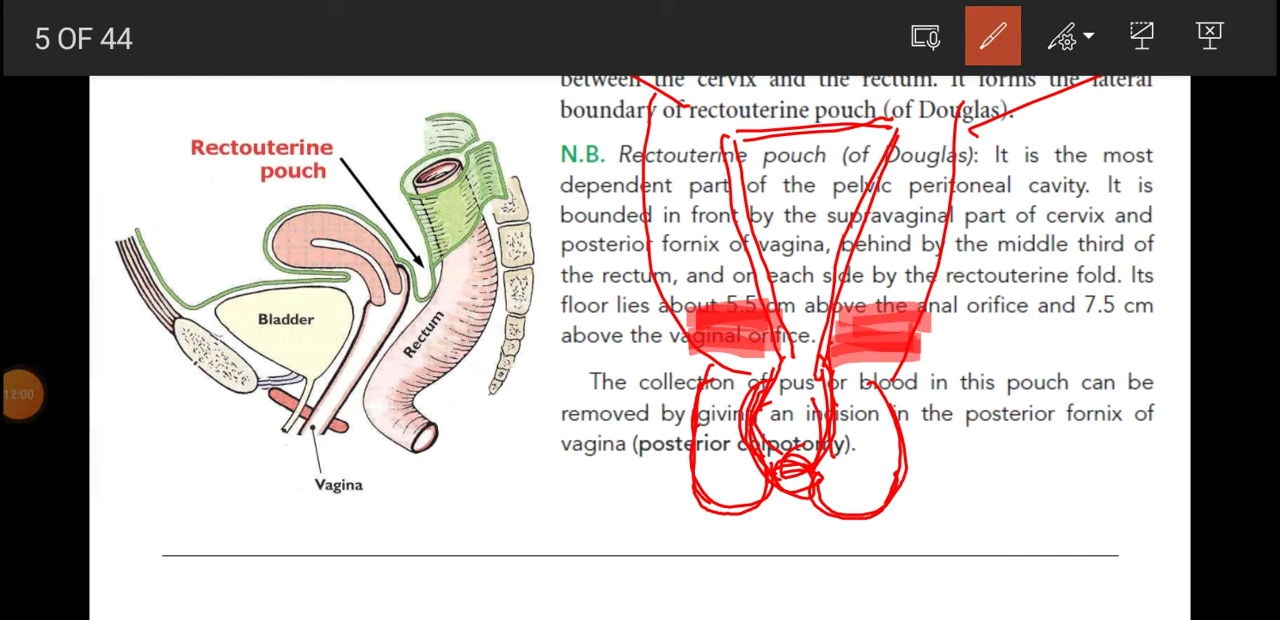 5 OF 44
between the cervix and the rectum. It forms the lateral
boundary of rectouterine pouch (of Douglas).
Rectouterine
pouch
N.B. Rectouterine pouch (of Douglas): It is the most
dependent part of the pelvic peritoneal cavity. It is
bounded in front by the supravaginal part of cervix and
posterior fornix of vagina, behind by the middle third of
the rectum, and on each side by the rectouterine fold. Its
floor lies about 5.5 cm above the anal orifice and 7.5 cm
above the vaginal orifice.
The collection of pus or blood in this pouch can be
removed by giving an incision in the posterior fornix of
vagina (posterior colpotomy).
Bladder
Rectum
Vagina
12:00